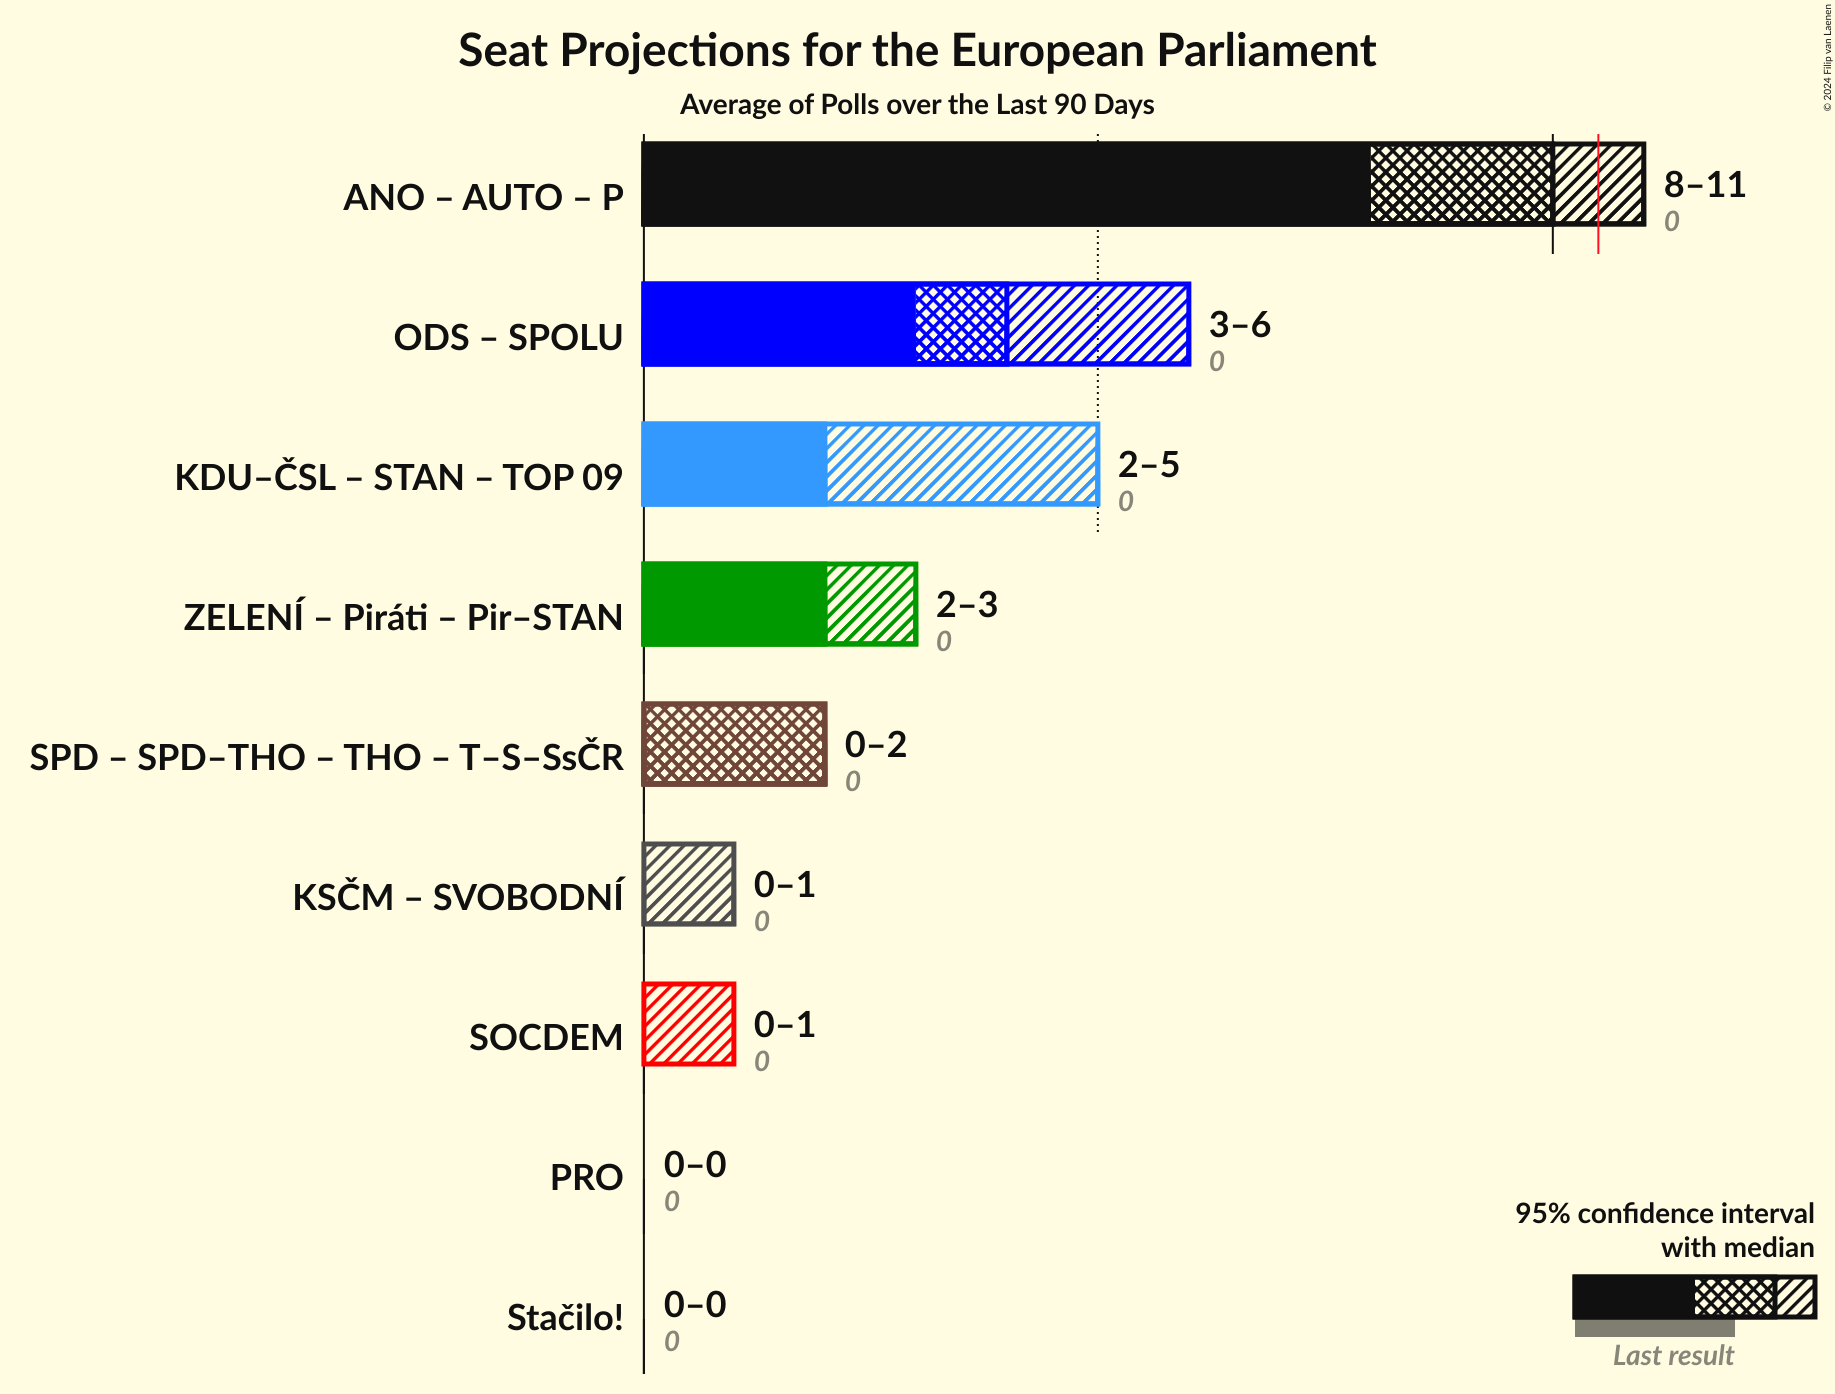 Seat Projections for the European Parliament
Average of Polls over the Last 90 Days
© 2024 Filip van Laenen
ANO – AUTO – P
8–11
0
ODS – SPOLU
3–6
0
KDU–ČSL – STAN – TOP 09
2–5
0
ZELENÍ – Piráti – Pir–STAN
2–3
0
SPD – SPD–THO – THO – T–S–SsČR
0–2
0
KSČM – SVOBODNÍ
0–1
0
SOCDEM
0–1
0
PRO
0–0
0
Stačilo!
0–0
0
95% confidence interval
with median
Last result